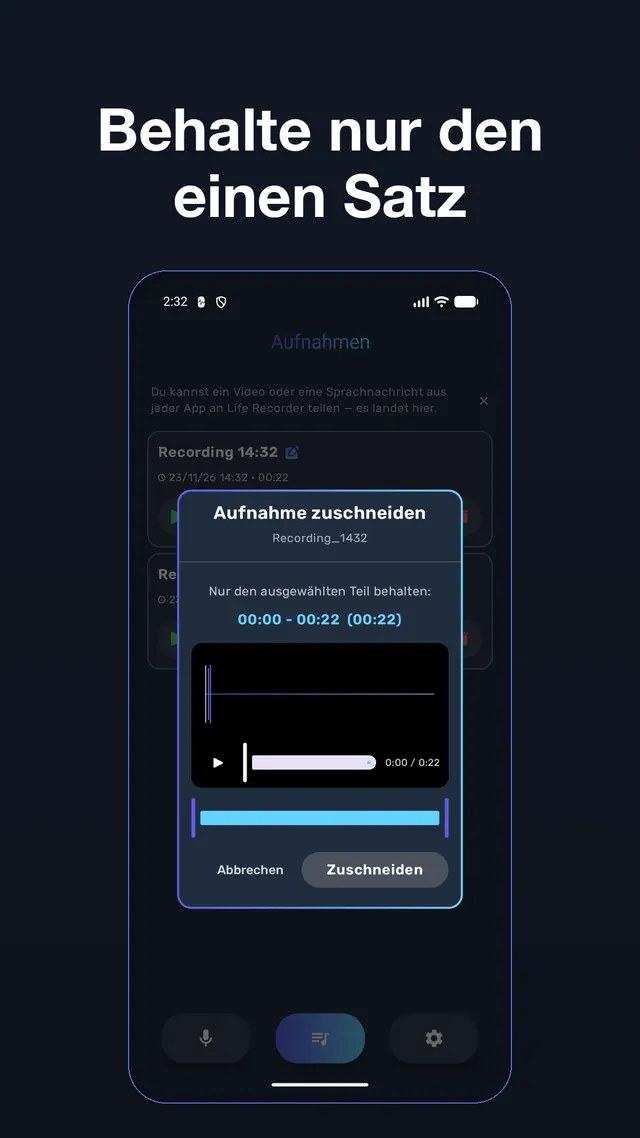 Behalte nur den
einen Satz
2:32
Aufnahmen
Du kannst ein Video oder eine Sprachnachricht aus
jeder App an Life Recorder teilen — es landet hier.
Recording 14:32
23/11/26 14:32 • 00:22
Aufnahme zuschneiden
Recording_1432
Nur den ausgewählten Teil behalten:
00:00 - 00:22 (00:22)
0:00 / 0:22
Abbrechen
Zuschneiden